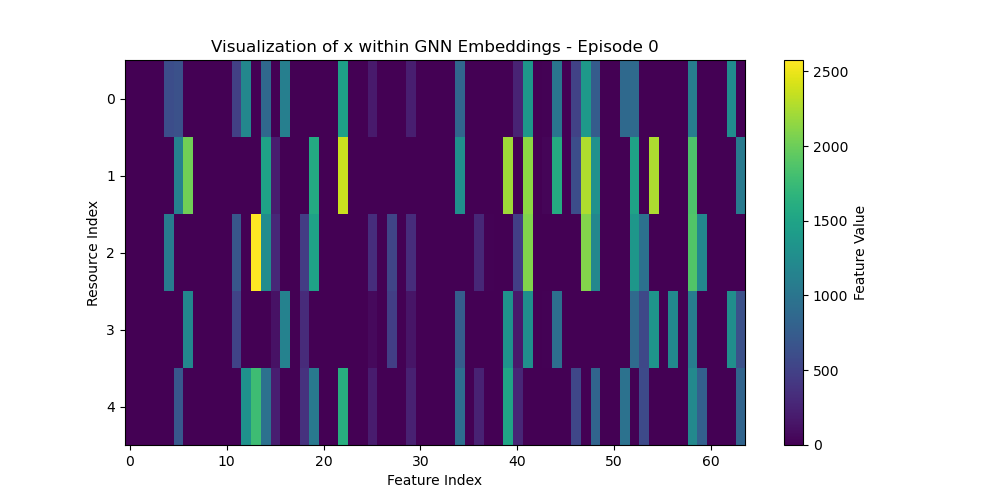 Visualization of x within GNN Embeddings - Episode 0
Resource Index
0
1
2
3
4
0 10 20 30 40 50 60
Feature Index
2500
2000
1500
1000
500
0
Feature Value